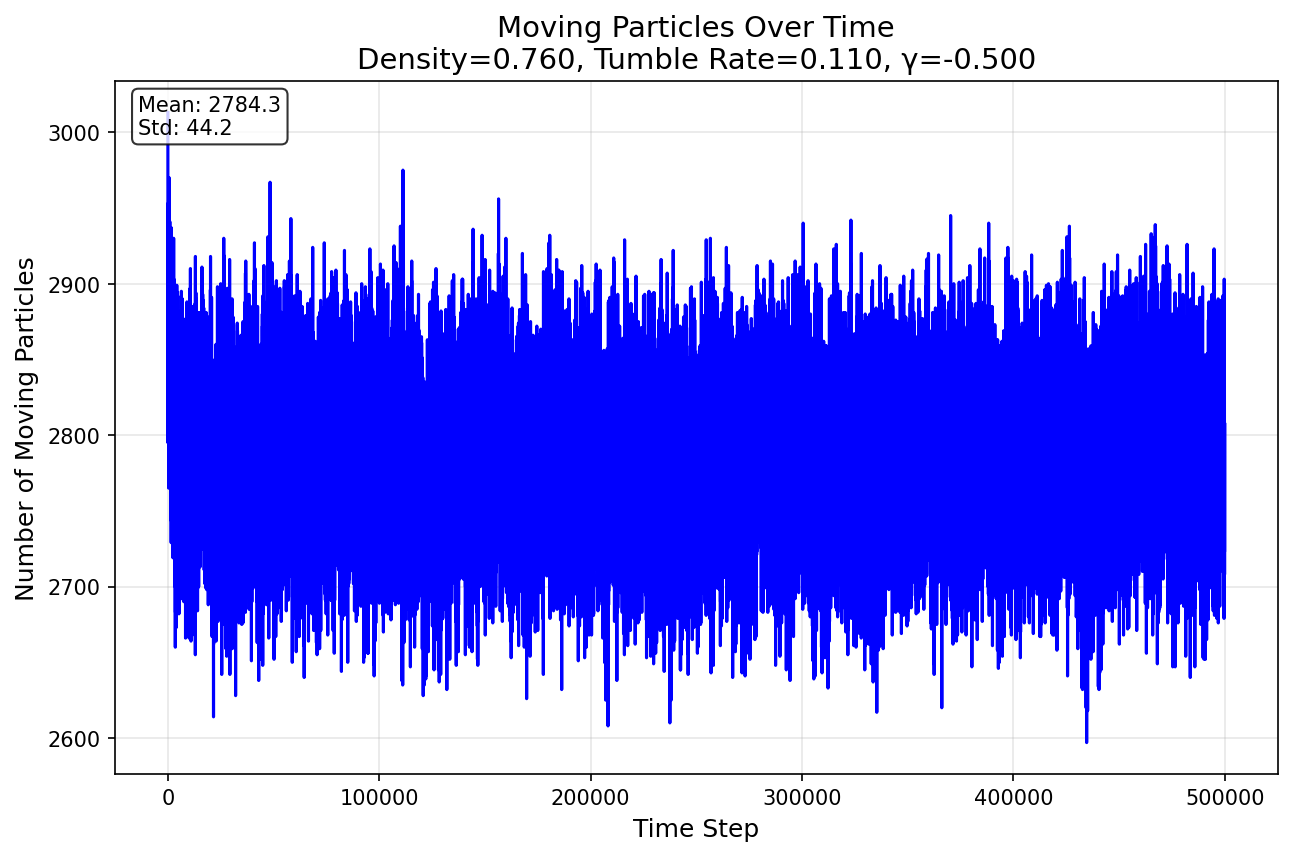 Moving Particles Over Time
Density=0.760, Tumble Rate=0.110, γ=-0.500
Mean: 2784.3
Std: 44.2
Number of Moving Particles
3000
2900
2800
2700
2600
0
100000
200000
300000
400000
500000
Time Step